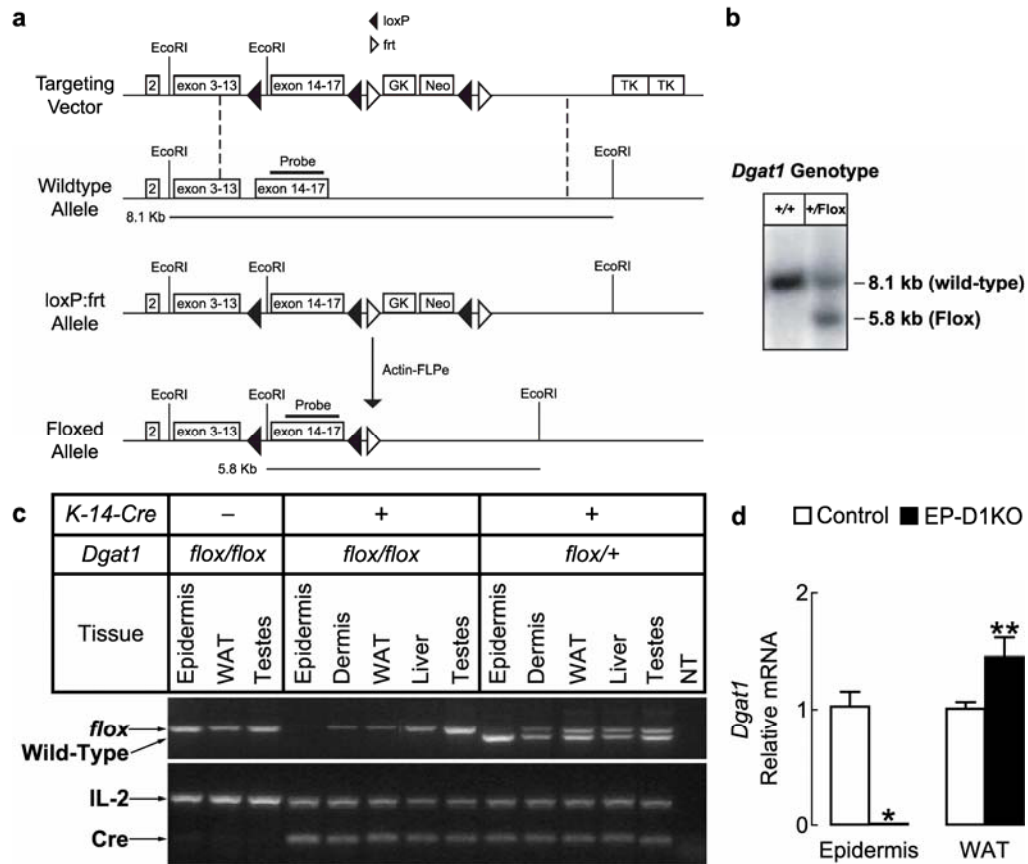 a
loxP
frt
EcoRI EcoRI
Targeting Vector
2 exon 3-13 exon 14-17 GK Neo TK TK
EcoRI EcoRI
Probe
Wildtype Allele
2 exon 3-13 exon 14-17
8.1 Kb
EcoRI EcoRI EcoRI
loxP:frt Allele
2 exon 3-13 exon 14-17 GK Neo
Actin-FLPe
EcoRI EcoRI EcoRI
Probe
Floxed Allele
2 exon 3-13 exon 14-17
5.8 Kb
b
Dgat1 Genotype
+/+ +/Flox
8.1 kb (wild-type)
5.8 kb (Flox)
c
K-14-Cre – + +
Dgat1 flox/flox flox/flox flox/+
Tissue Epidermis WAT Testes Epidermis Dermis WAT Liver Testes Epidermis Dermis WAT Liver Testes NT
flox
Wild-Type
IL-2
Cre
d
Control EP-D1KO
Dgat1
Relative mRNA
2
1
0
*
**
Epidermis WAT